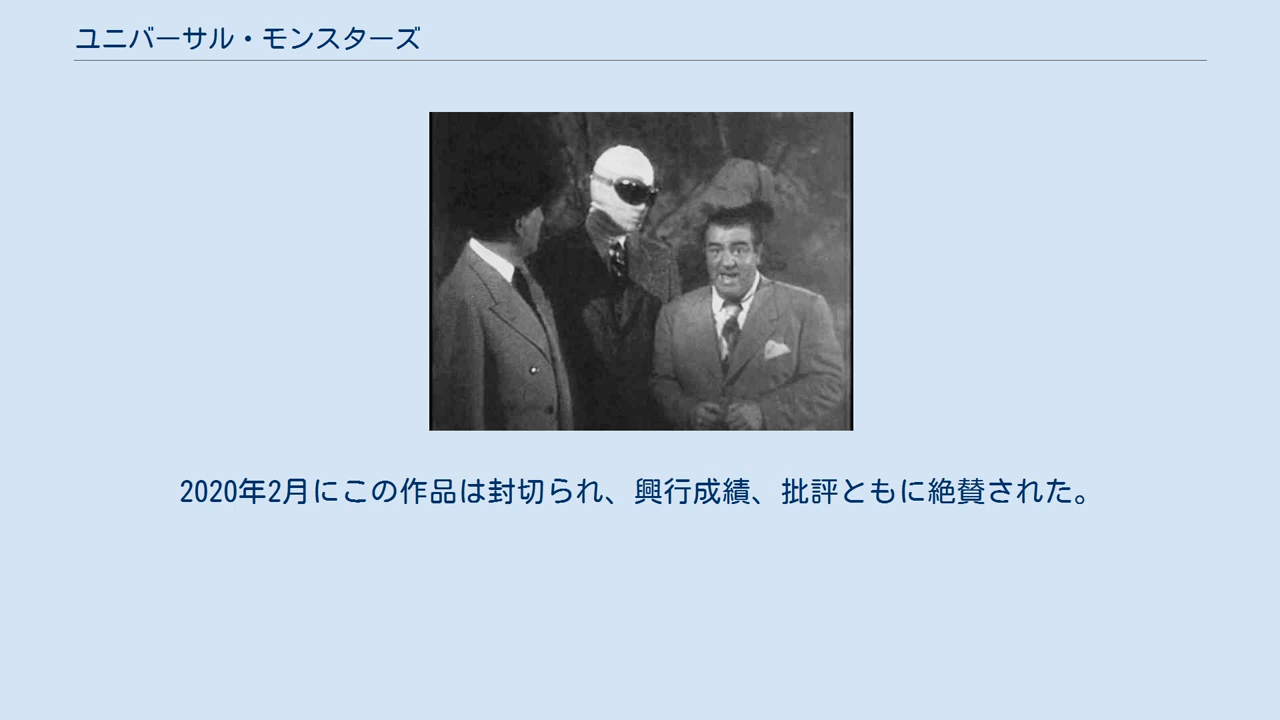 ユニバーサル・モンスターズ
2020年2月にこの作品は封切られ、興行成績、批評ともに絶賛された。